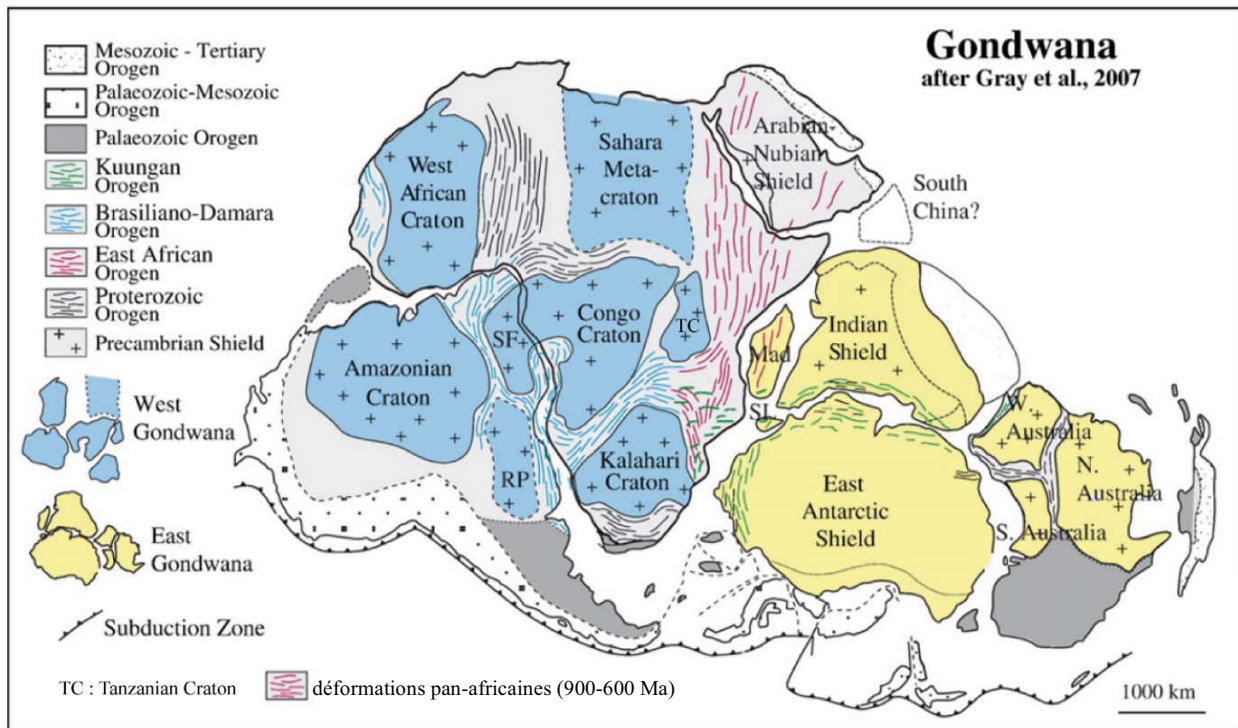 Gondwana
after Gray et al., 2007
Mesozoic - Tertiary
Orogen
Palaeozoic-Mesozoic
Orogen
Palaeozoic Orogen
Kuungan
Orogen
Brasiliano-Damara
Orogen
East African
Orogen
Proterozoic
Orogen
Precambrian Shield
West
Gondwana
East
Gondwana
Subduction Zone
TC : Tanzanian Craton
déformations pan-africaines (900-600 Ma)
West
African
Craton
Sahara
Meta-
craton
Arabian-
Nubian
Shield
South
China?
Amazonian
Craton
SF
Congo
Craton
TC
Mad
Indian
Shield
SL
RP
Kalahari
Craton
East
Antarctic
Shield
W.
Australia
N.
Australia
S. Australia
1000 km